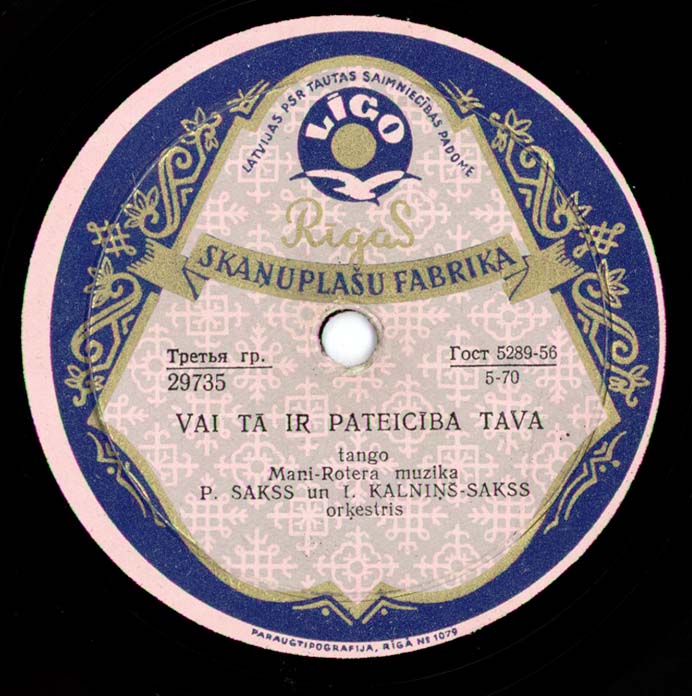 LATVIJAS PSR TAUTAS SAIMNIECĪBAS PADOME
LĪGO
RīgaS
SKAŅUPLAŠU FABRIKA
Третья гр.
29735
Гост 5289-56
5-70
VAI TĀ IR PATEICĪBA TAVA
tango
Mani-Rotera muzika
P. SAKSS un I. KALNIŅŠ-SAKSS
orķestris
PARAUGTIPOGRAFIJA, RĪGĀ № 1079